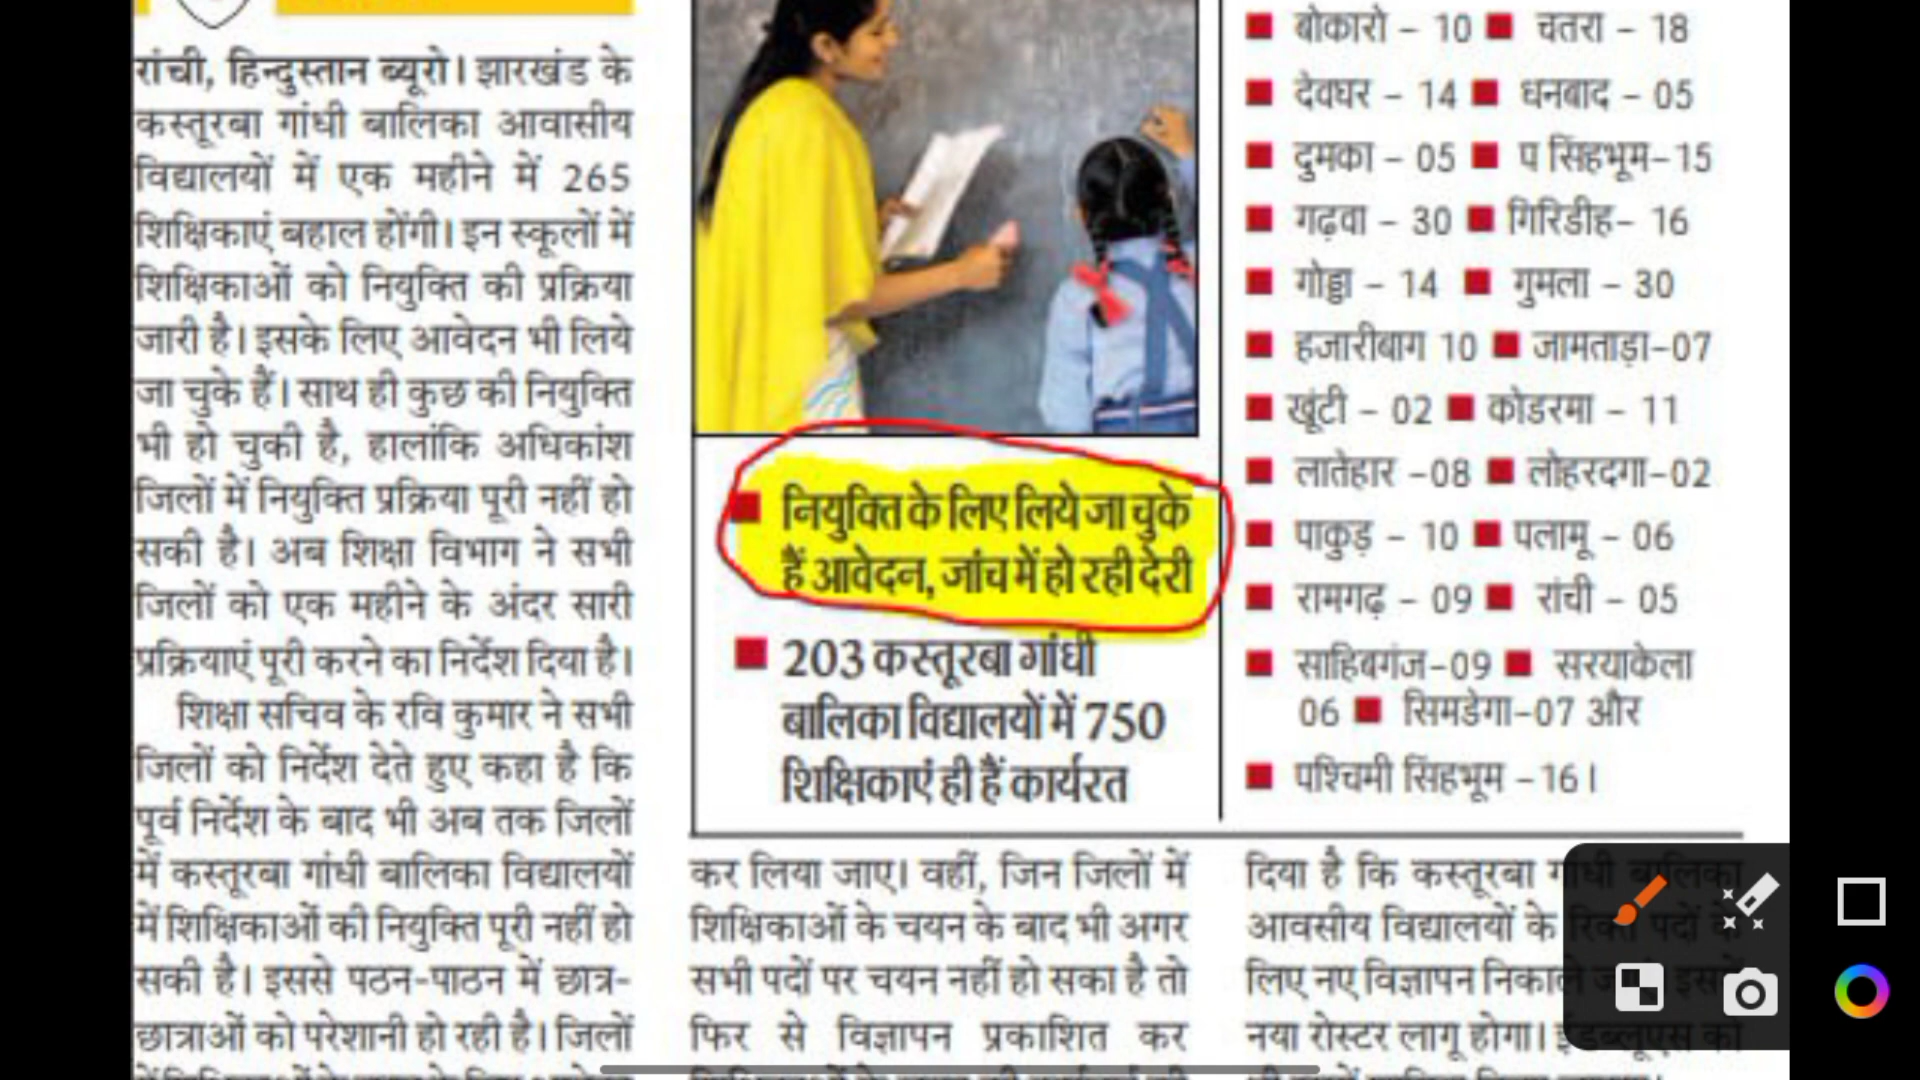 रांची, हिन्दुस्तान ब्यूरो। झारखंड के
कस्तूरबा गांधी बालिका आवासीय
विद्यालयों में एक महीने में 265
शिक्षिकाएं बहाल होंगी। इन स्कूलों में
शिक्षिकाओं को नियुक्ति की प्रक्रिया
जारी है। इसके लिए आवेदन भी लिये
जा चुके हैं। साथ ही कुछ की नियुक्ति
भी हो चुकी है, हालांकि अधिकांश
जिलों में नियुक्ति प्रक्रिया पूरी नहीं हो
सकी है। अब शिक्षा विभाग ने सभी
जिलों को एक महीने के अंदर सारी
प्रक्रियाएं पूरी करने का निर्देश दिया है।
शिक्षा सचिव के रवि कुमार ने सभी
जिलों को निर्देश देते हुए कहा है कि
पूर्व निर्देश के बाद भी अब तक जिलों
में कस्तूरबा गांधी बालिका विद्यालयों
में शिक्षिकाओं की नियुक्ति पूरी नहीं हो
सकी है। इससे पठन-पाठन में छात्र-
छात्राओं को परेशानी हो रही है। जिलों
नियुक्ति के लिए लिये जा चुके
हैं आवेदन, जांच में हो रही देरी
203 कस्तूरबा गांधी
बालिका विद्यालयों में 750
शिक्षिकाएं ही हैं कार्यरत
बोकारो - 10 चतरा - 18
देवघर - 14 धनबाद - 05
दुमका - 05 प सिंहभूम-15
गढ़वा - 30 गिरिडीह- 16
गोड्डा - 14 गुमला - 30
हजारीबाग 10 जामताड़ा-07
खूंटी - 02 कोडरमा - 11
लातेहार -08 लोहरदगा-02
पाकुड़ - 10 पलामू - 06
रामगढ़ - 09 रांची - 05
साहिबगंज-09 सरयाकेला
06 सिमडेगा-07 और
पश्चिमी सिंहभूम -16।
कर लिया जाए। वहीं, जिन जिलों में
शिक्षिकाओं के चयन के बाद भी अगर
सभी पदों पर चयन नहीं हो सका है तो
फिर से विज्ञापन प्रकाशित कर
दिया है कि कस्तूरबा गांधी बालिका
आवसीय विद्यालयों के रिक्त पदों के
लिए नए विज्ञापन निकाले
नया रोस्टर लागू होगा। ईडब्लूएस को